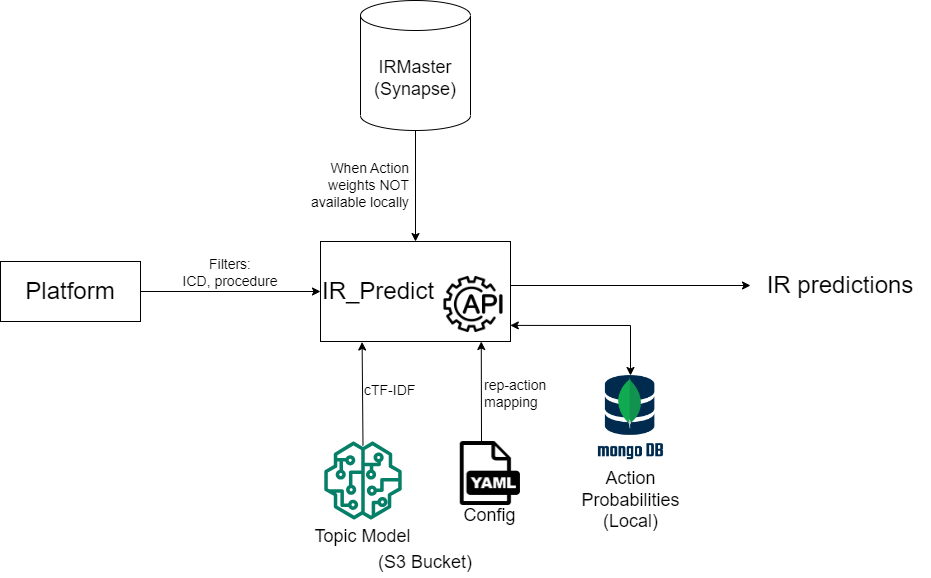 IRMaster
(Synapse)
When Action
weights NOT
available locally
Filters:
ICD, procedure
Platform
IR_Predict
API
IR predictions
cTF-IDF
rep-action
mapping
YAML
mongo DB
Config
Action
Probabilities
(Local)
Topic Model
(S3 Bucket)